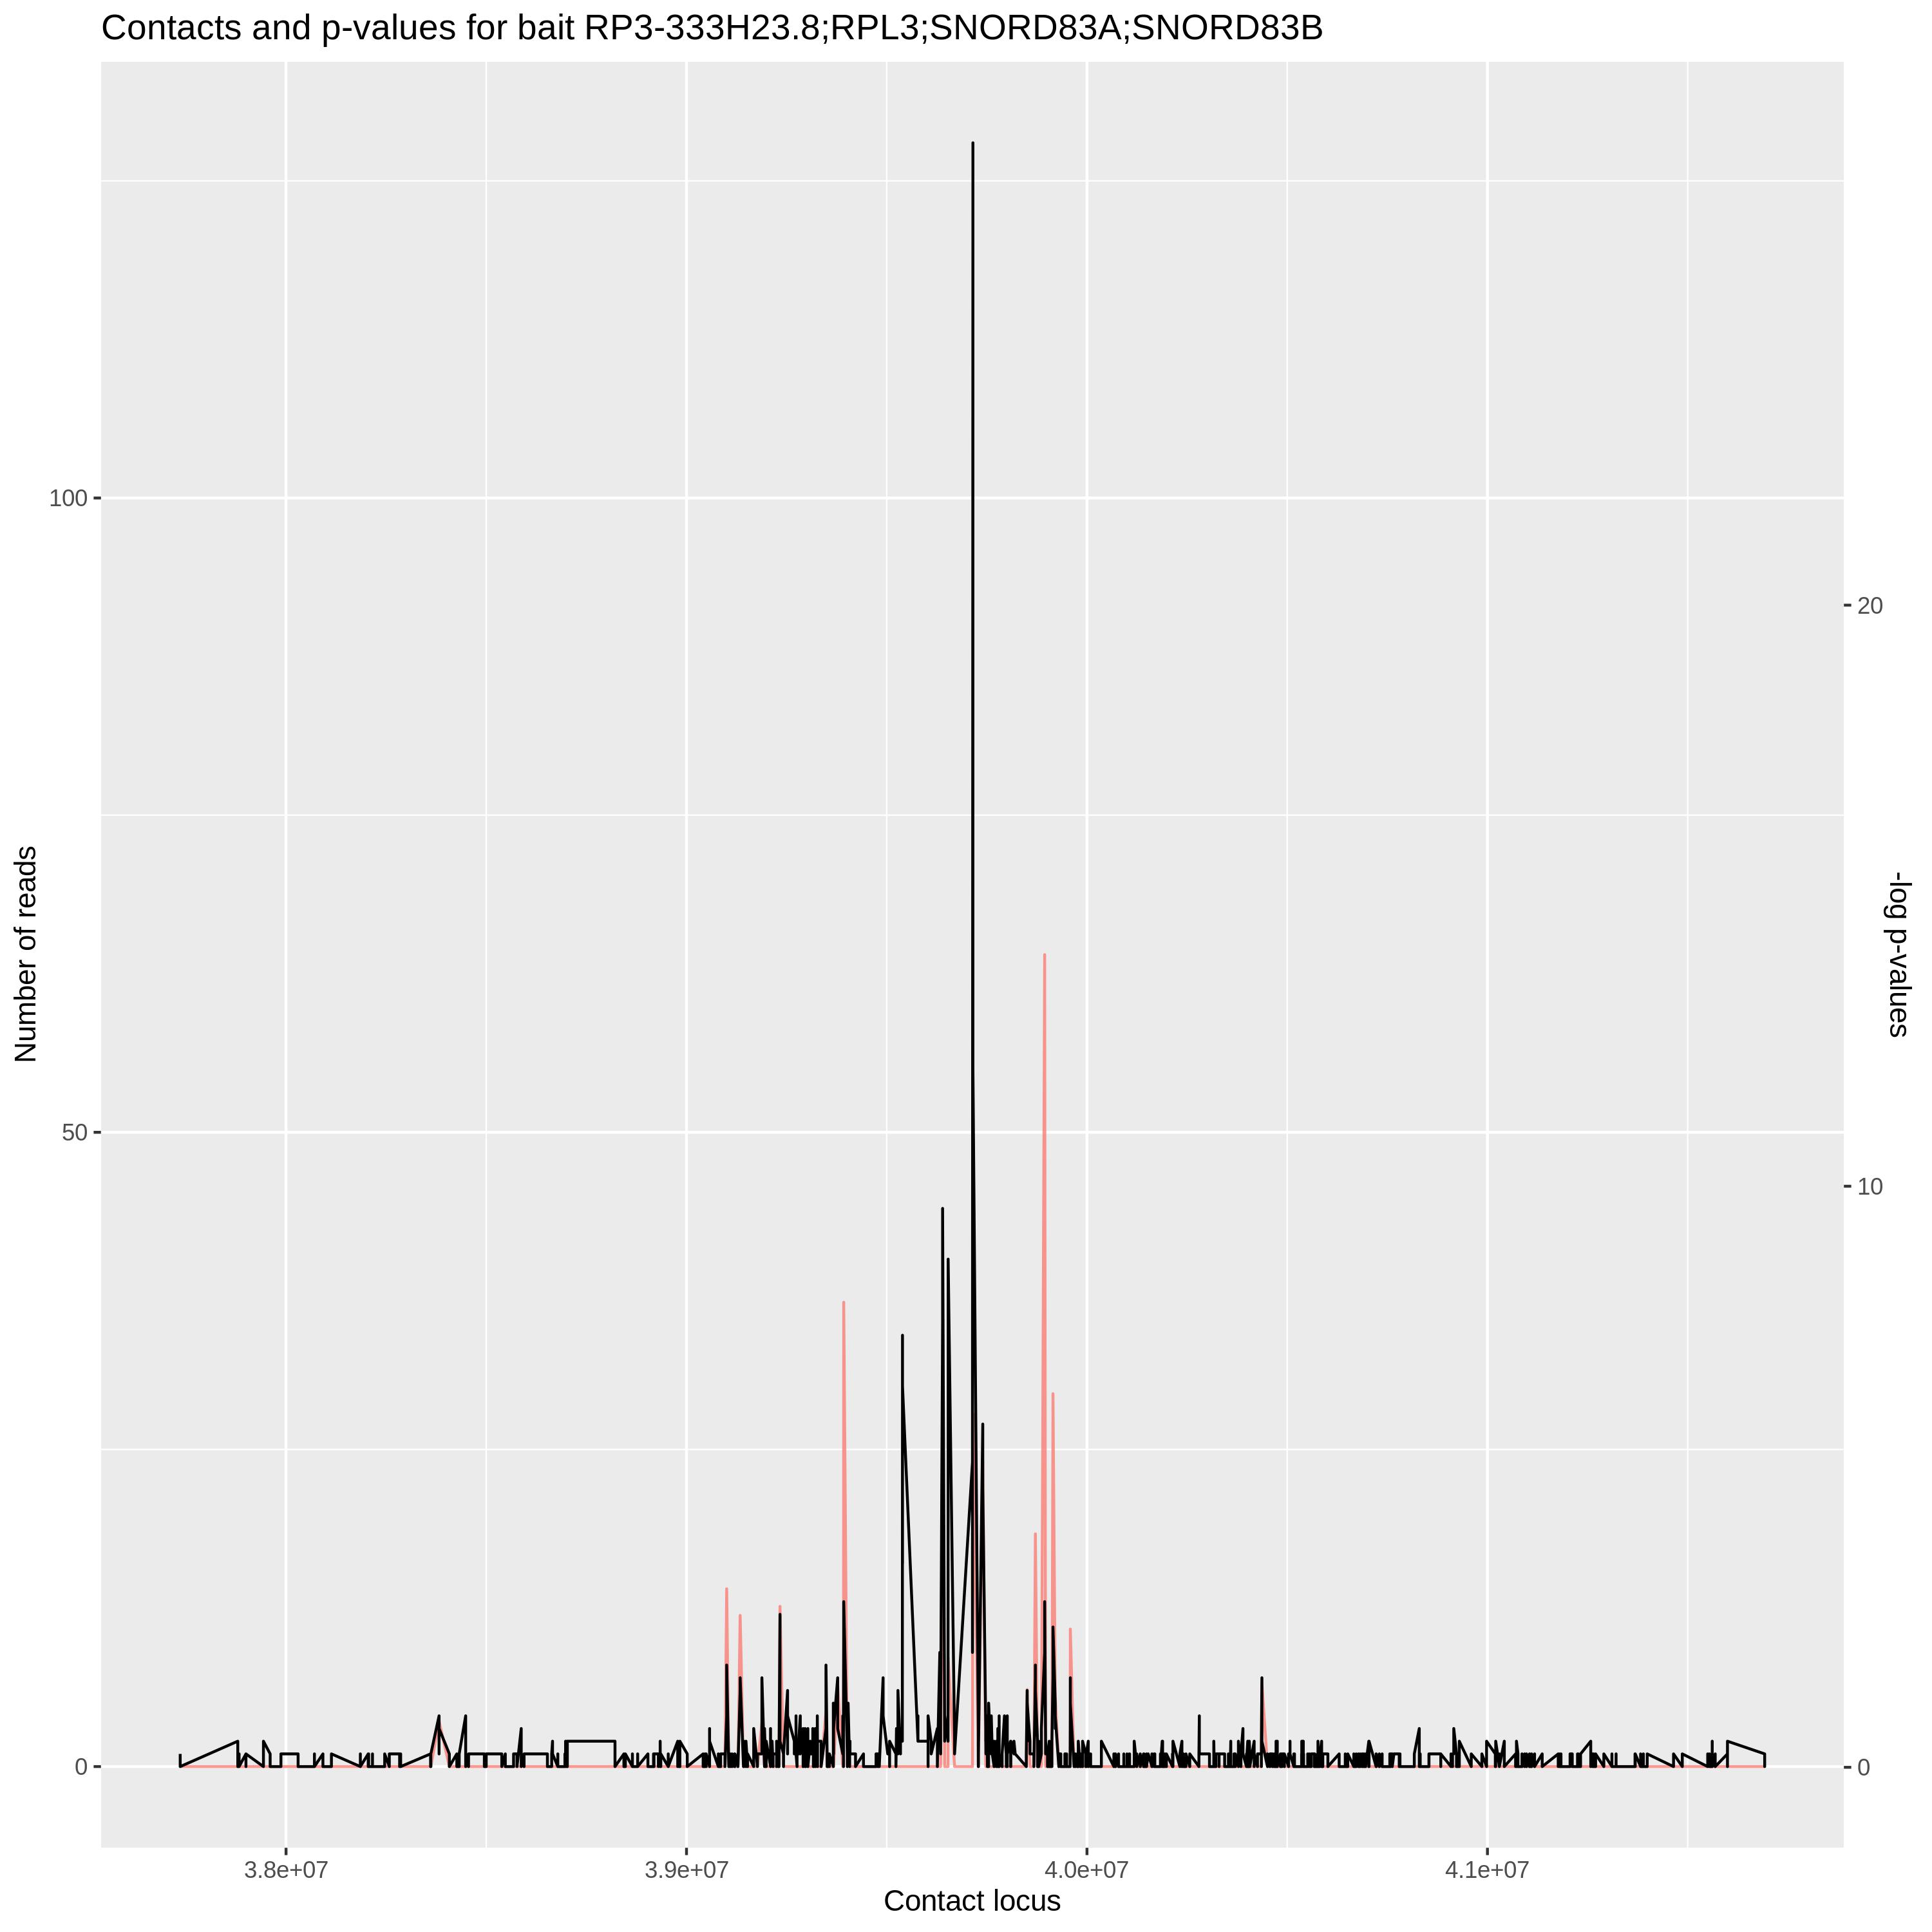 Contacts and p-values for bait RP3-333H23.8;RPL3;SNORD83A;SNORD83B
Number of reads
100
50
0
20
10
0
-log p-values
3.8e+07
3.9e+07
4.0e+07
4.1e+07
Contact locus